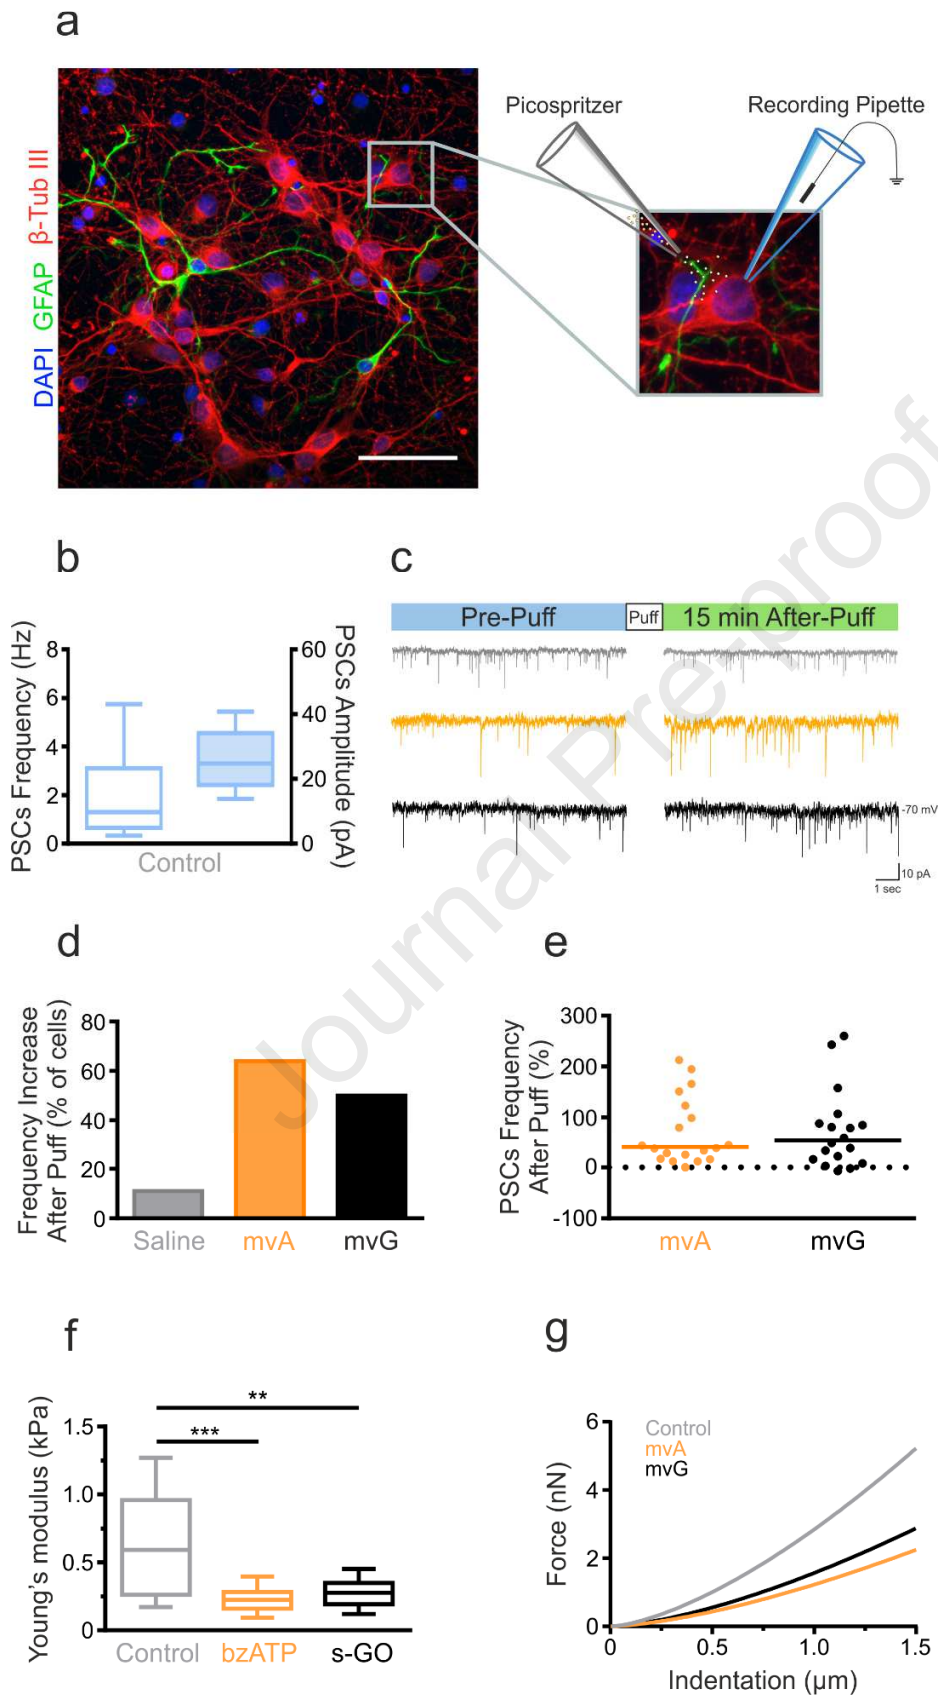 a
DAPI GFAP β-Tub III
Picospritzer
Recording Pipette
b
PSCs Frequency (Hz)
8
6
4
2
0
PSCs Amplitude (pA)
60
40
20
0
Control
c
Pre-Puff
Puff
15 min After-Puff
-70 mV
10 pA
1 sec
d
Frequency Increase
After Puff (% of cells)
80
60
40
20
0
Saline
mvA
mvG
e
PSCs Frequency
After Puff (%)
300
200
100
0
-100
mvA
mvG
f
Young's modulus (kPa)
1.5
1.0
0.5
0
**
***
Control
bzATP
s-GO
g
Force (nN)
6
4
2
0
Control
mvA
mvG
0
0.5
1.0
1.5
Indentation (μm)
Journal Pre-proof